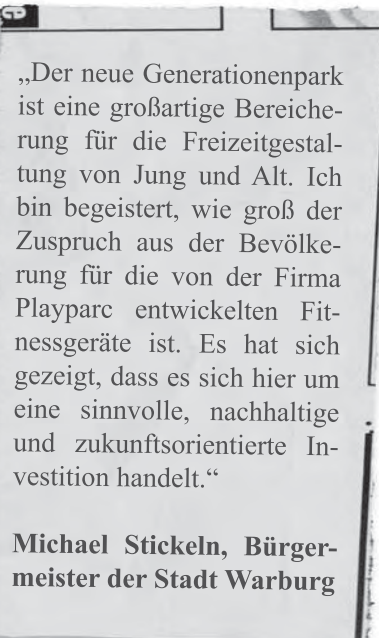 „Der neue Generationenpark
ist eine großartige Bereiche-
rung für die Freizeitgestal-
tung von Jung und Alt. Ich
bin begeistert, wie groß der
Zuspruch aus der Bevölke-
rung für die von der Firma
Playparc entwickelten Fit-
nessgeräte ist. Es hat sich
gezeigt, dass es sich hier um
eine sinnvolle, nachhaltige
und zukunftsorientierte In-
vestition handelt.“
Michael Stickeln, Bürger-
meister der Stadt Warburg